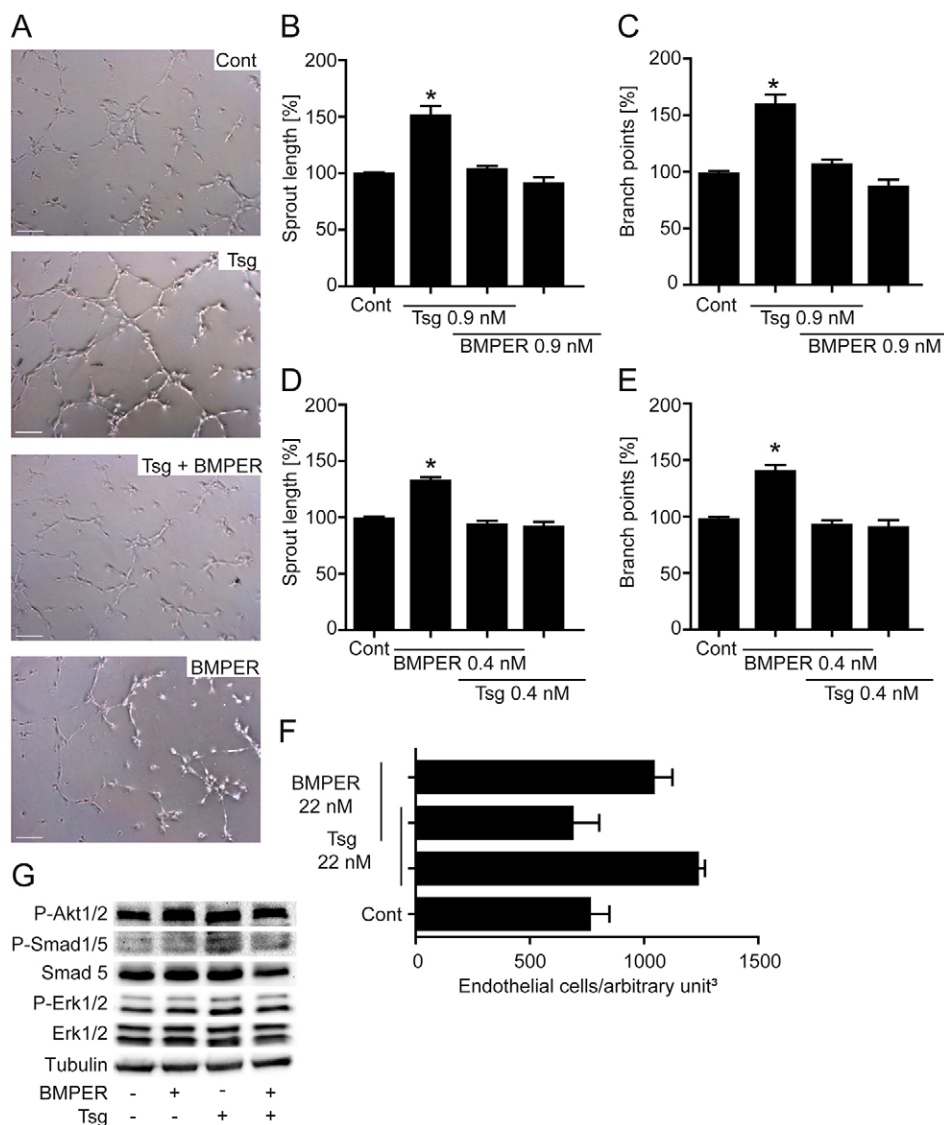 A
Cont
Tsg
Tsg + BMPER
BMPER
B
Sprout length [%]
200
150
100
50
0
*
Cont
Tsg 0.9 nM
BMPER 0.9 nM
C
Branch points [%]
200
150
100
50
0
*
Cont
Tsg 0.9 nM
BMPER 0.9 nM
D
Sprout length [%]
200
150
100
50
0
*
Cont
BMPER 0.4 nM
Tsg 0.4 nM
E
Branch points [%]
200
150
100
50
0
*
Cont
BMPER 0.4 nM
Tsg 0.4 nM
F
BMPER
22 nM
Tsg
22 nM
Cont
0 500 1000 1500
Endothelial cells/arbitrary unit³
G
P-Akt1/2
P-Smad1/5
Smad 5
P-Erk1/2
Erk1/2
Tubulin
BMPER - + - +
Tsg - - + +